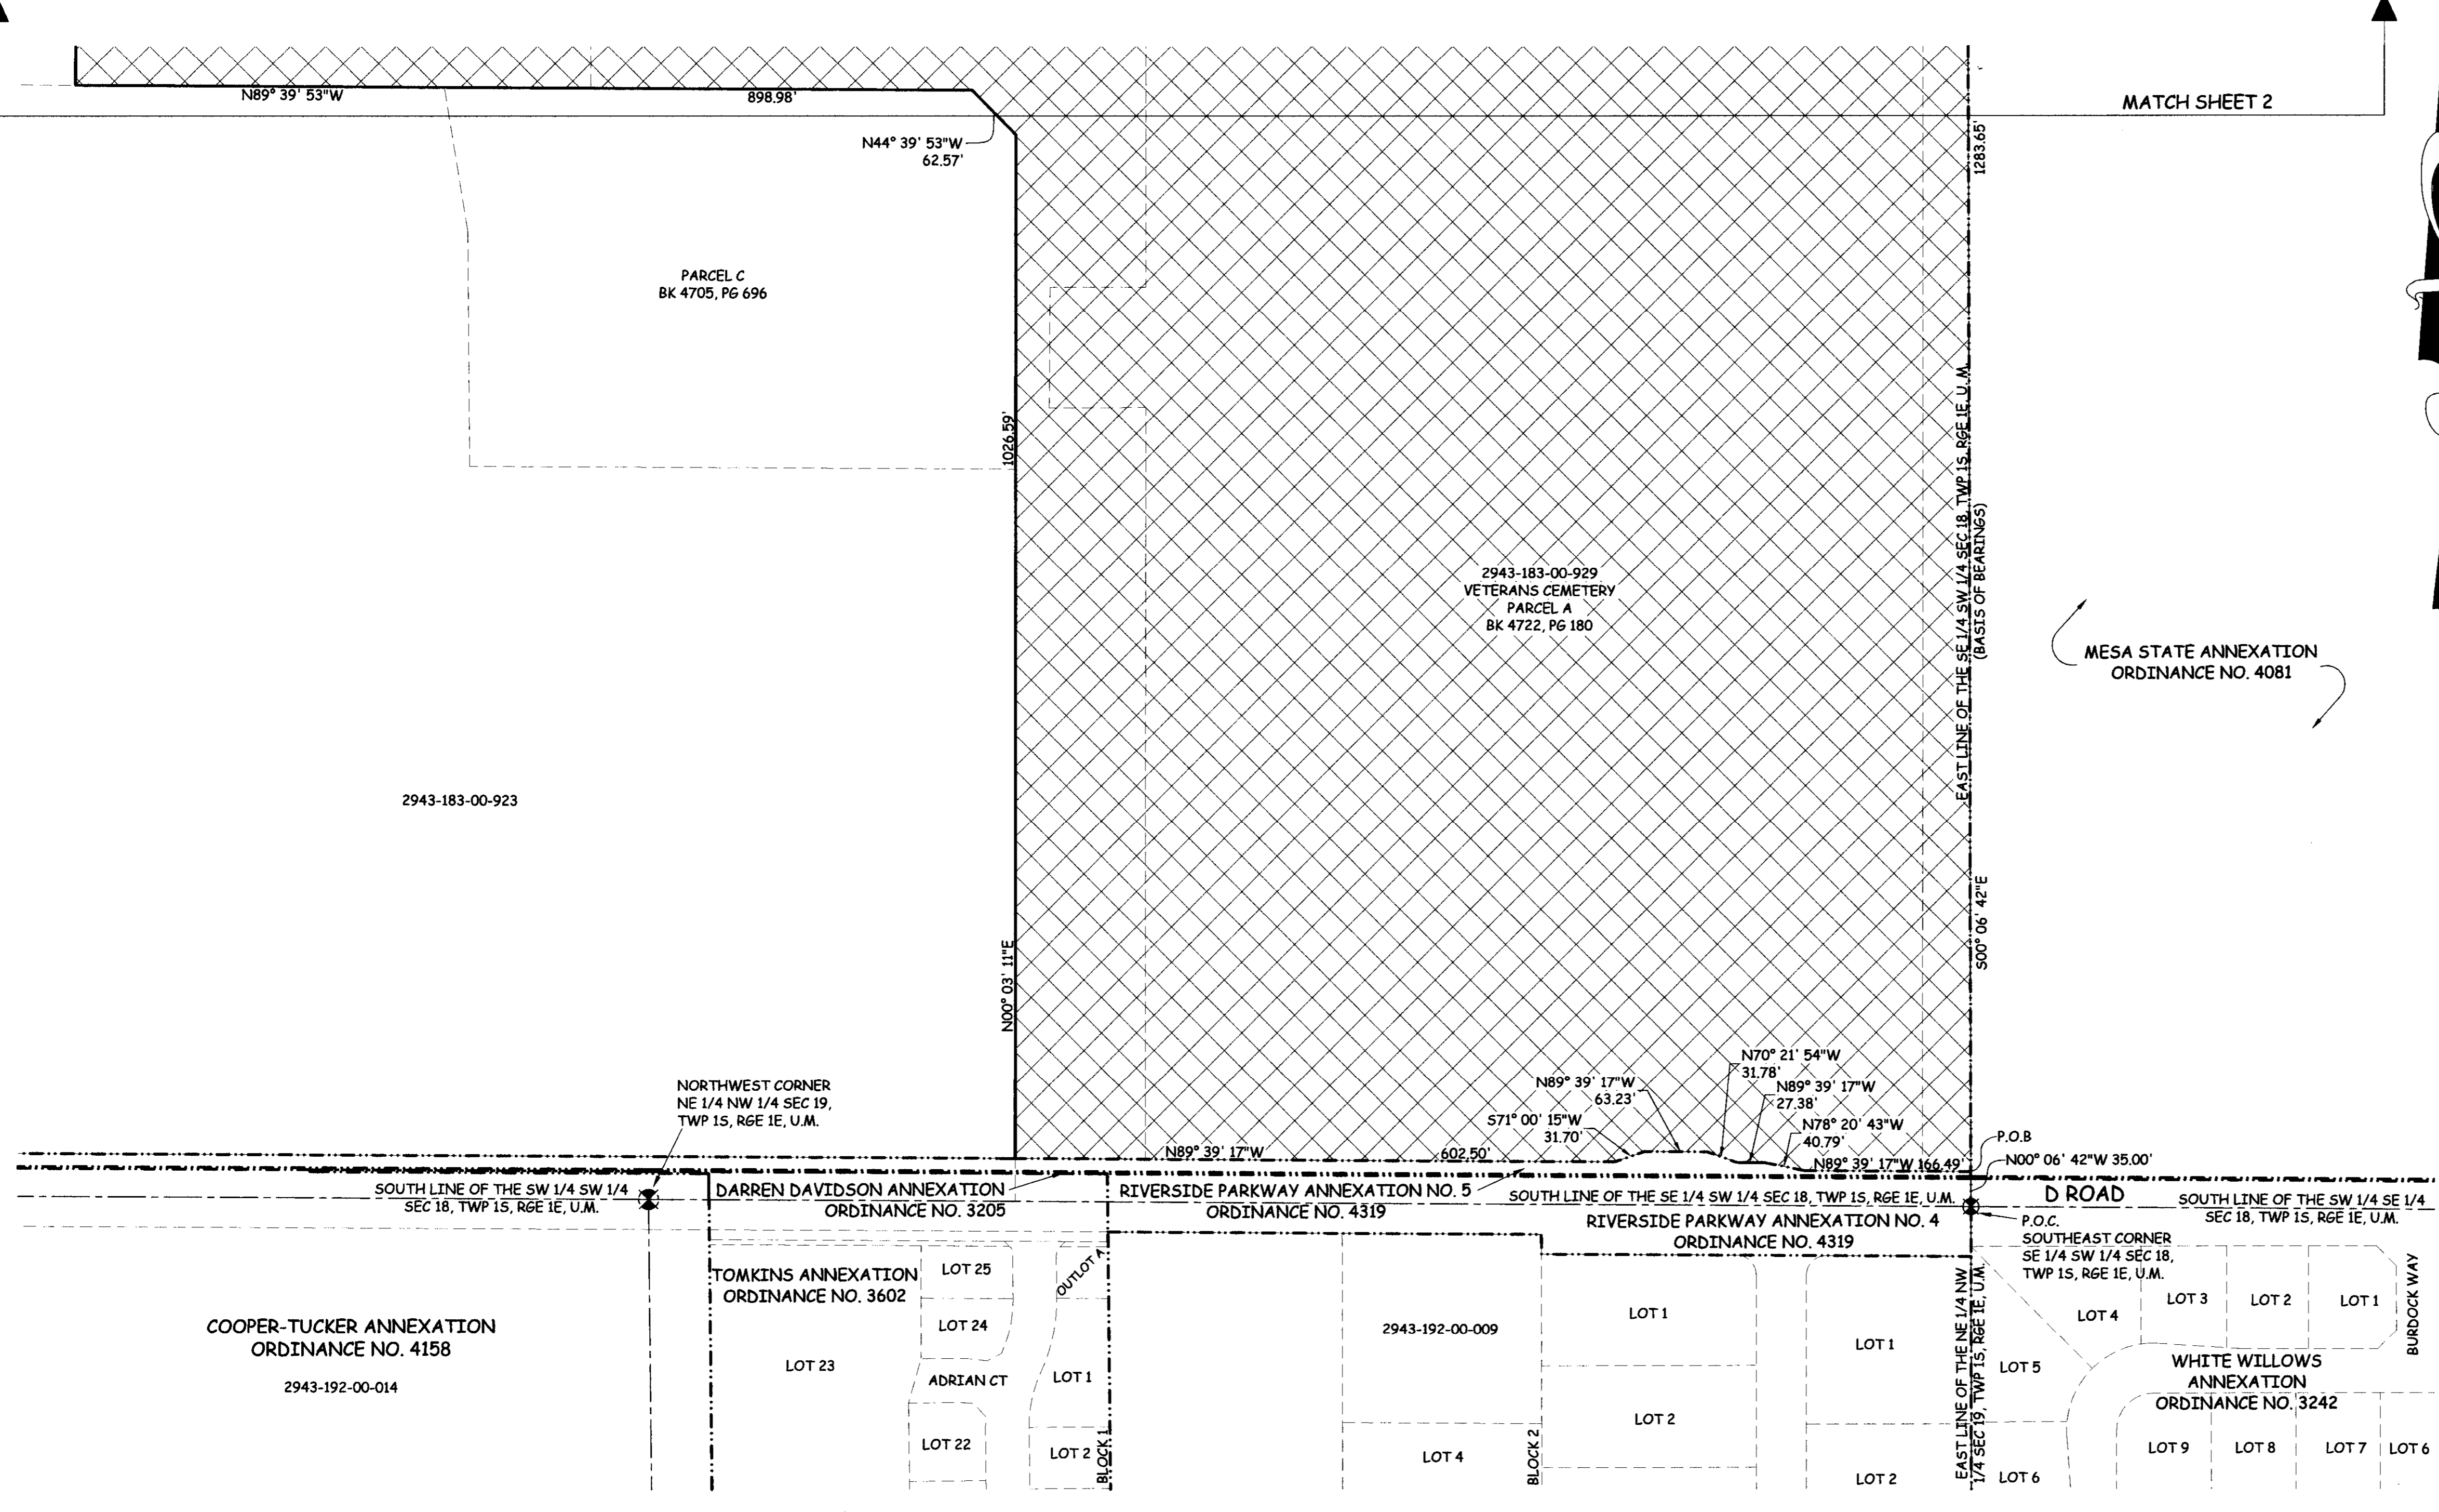 N89° 39' 53"W
898.98'
MATCH SHEET 2
N44° 39' 53"W
62.57'
1283.65'
PARCEL C
BK 4705, PG 696
1026.59'
EAST LINE OF THE SE 1/4 SW 1/4 SEC 18, TWP 1S, RGE 1E, U.M.
(BASIS OF BEARINGS)
2943-183-00-929
VETERANS CEMETERY
PARCEL A
BK 4722, PG 180
MESA STATE ANNEXATION
ORDINANCE NO. 4081
2943-183-00-923
S00° 06' 42"E
N00° 03' 11"E
NORTHWEST CORNER
NE 1/4 NW 1/4 SEC 19,
TWP 1S, RGE 1E, U.M.
N70° 21' 54"W
31.78'
N89° 39' 17"W
63.23'
N89° 39' 17"W
27.38'
S71° 00' 15"W
31.70'
N78° 20' 43"W
40.79'
N89° 39' 17"W
602.50'
N89° 39' 17"W 166.49'
P.O.B
N00° 06' 42"W 35.00'
SOUTH LINE OF THE SW 1/4 SW 1/4
SEC 18, TWP 1S, RGE 1E, U.M.
DARREN DAVIDSON ANNEXATION
ORDINANCE NO. 3205
RIVERSIDE PARKWAY ANNEXATION NO. 5
ORDINANCE NO. 4319
SOUTH LINE OF THE SE 1/4 SW 1/4 SEC 18, TWP 1S, RGE 1E, U.M.
RIVERSIDE PARKWAY ANNEXATION NO. 4
ORDINANCE NO. 4319
D ROAD
SOUTH LINE OF THE SW 1/4 SE 1/4
SEC 18, TWP 1S, RGE 1E, U.M.
P.O.C.
SOUTHEAST CORNER
SE 1/4 SW 1/4 SEC 18,
TWP 1S, RGE 1E, U.M.
TOMKINS ANNEXATION
ORDINANCE NO. 3602
LOT 25
OUTLOT A
LOT 24
LOT 23
ADRIAN CT
LOT 1
LOT 22
LOT 2
BLOCK 1
COOPER-TUCKER ANNEXATION
ORDINANCE NO. 4158
2943-192-00-014
2943-192-00-009
LOT 4
BLOCK 2
LOT 1
LOT 2
LOT 1
LOT 2
EAST LINE OF THE NE 1/4 NW
1/4 SEC 19, TWP 1S, RGE 1E, U.M.
LOT 4
LOT 3
LOT 2
LOT 1
BURDOCK WAY
LOT 5
WHITE WILLOWS
ANNEXATION
ORDINANCE NO. 3242
LOT 6
LOT 9
LOT 8
LOT 7
LOT 6